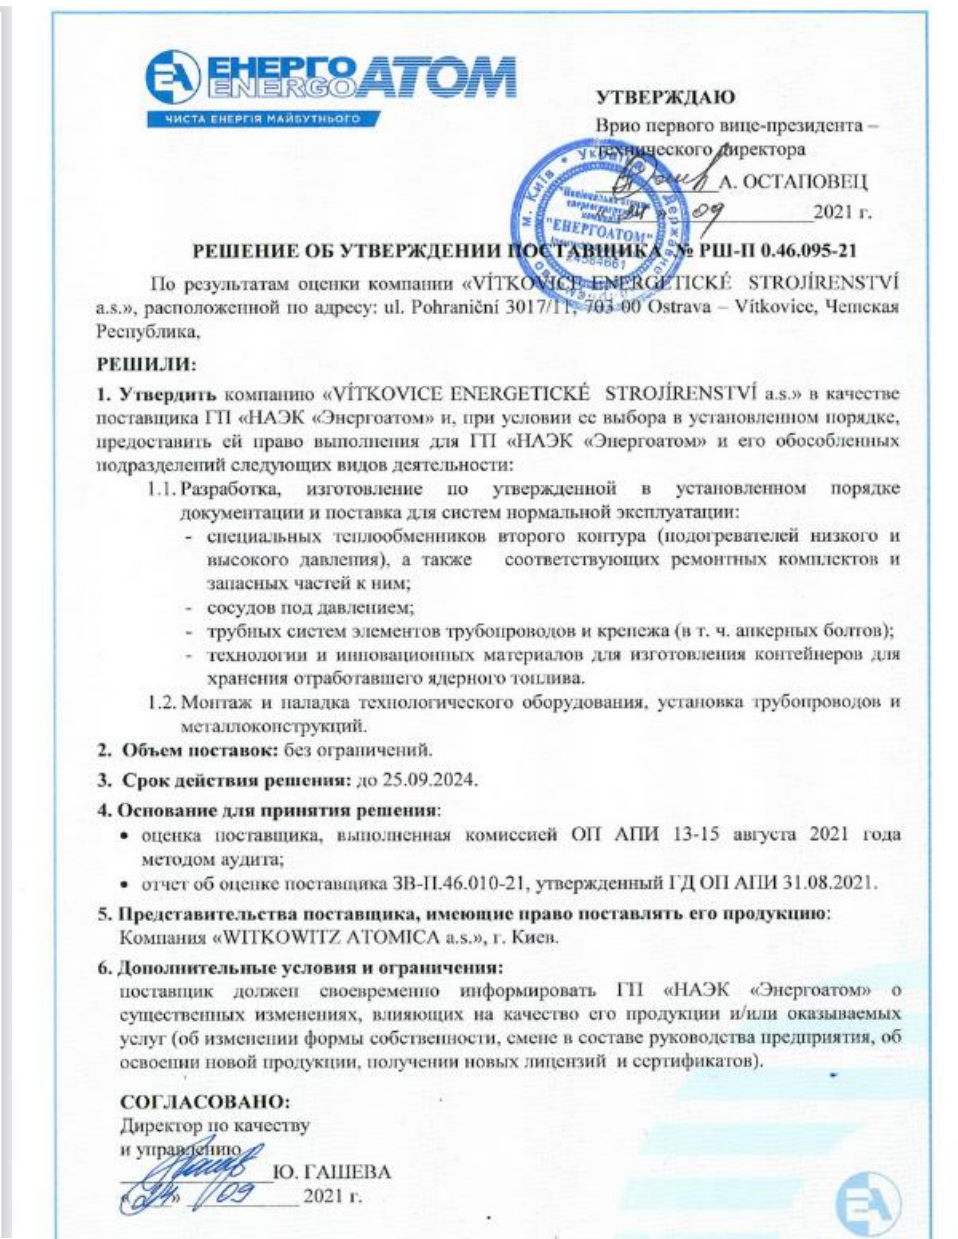 ЕНЕРГО
ENERGO
АТОМ
ЧИСТА ЕНЕРГІЯ МАЙБУТНЬОГО
УТВЕРЖДАЮ
Врио первого вице-президента –
технического директора
А. ОСТАПОВЕЦ
« 24 » 09 2021 г.
м. Київ * Україна * Державне
"Національна атомна
енергогенеруюча
компанія
"ЕНЕРГОАТОМ"
24584661
РЕШЕНИЕ ОБ УТВЕРЖДЕНИИ ПОСТАВЩИКА № РШ-П 0.46.095-21
По результатам оценки компании «VÍTKOVICE ENERGETICKÉ STROJÍRENSTVÍ
a.s.», расположенной по адресу: ul. Pohraniční 3017/11, 703 00 Ostrava – Vítkovice, Чешская
Республика,
РЕШИЛИ:
1. Утвердить компанию «VÍTKOVICE ENERGETICKÉ STROJÍRENSTVÍ a.s.» в качестве
поставщика ГП «НАЭК «Энергоатом» и, при условии ее выбора в установленном порядке,
предоставить ей право выполнения для ГП «НАЭК «Энергоатом» и его обособленных
подразделений следующих видов деятельности:
1.1. Разработка, изготовление по утвержденной в установленном порядке
документации и поставка для систем нормальной эксплуатации:
- специальных теплообменников второго контура (подогревателей низкого и
высокого давления), а также соответствующих ремонтных комплектов и
запасных частей к ним;
- сосудов под давлением;
- трубных систем элементов трубопроводов и крепежа (в т. ч. анкерных болтов);
- технологии и инновационных материалов для изготовления контейнеров для
хранения отработавшего ядерного топлива.
1.2. Монтаж и наладка технологического оборудования, установка трубопроводов и
металлоконструкций.
2. Объем поставок: без ограничений.
3. Срок действия решения: до 25.09.2024.
4. Основание для принятия решения:
• оценка поставщика, выполненная комиссией ОП АПИ 13-15 августа 2021 года
методом аудита;
• отчет об оценке поставщика ЗВ-П.46.010-21, утвержденный ГД ОП АПИ 31.08.2021.
5. Представительства поставщика, имеющие право поставлять его продукцию:
Компания «WITKOWITZ ATOMICA a.s.», г. Киев.
6. Дополнительные условия и ограничения:
поставщик должен своевременно информировать ГП «НАЭК «Энергоатом» о
существенных изменениях, влияющих на качество его продукции и/или оказываемых
услуг (об изменении формы собственности, смене в составе руководства предприятия, об
освоении новой продукции, получении новых лицензий и сертификатов).
СОГЛАСОВАНО:
Директор по качеству
и управлению
Ю. ГАШЕВА
« 24 » 09 2021 г.